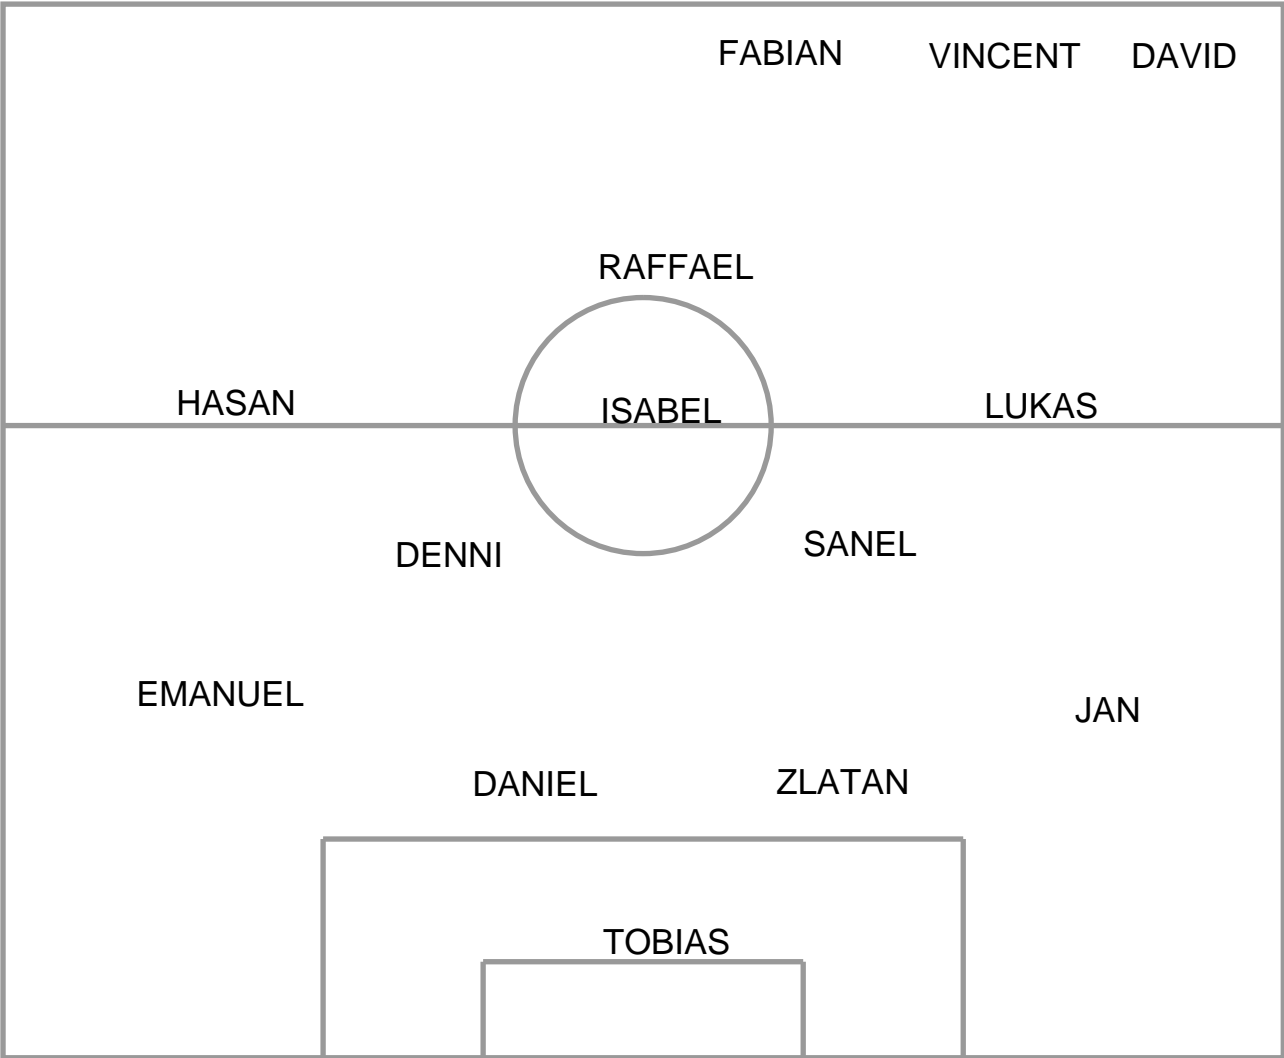 FABIAN VINCENT DAVID
RAFFAEL
HASAN ISABEL LUKAS
DENNI SANEL
EMANUEL JAN
DANIEL ZLATAN
TOBIAS